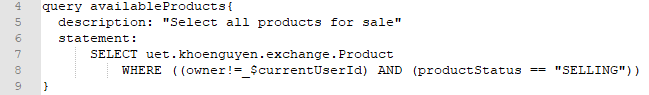 4 query availableProducts{
5 description: "Select all products for sale"
6 statement:
7 SELECT uet.khoenguyen.exchange.Product
8 WHERE ((owner!=_$currentUserId) AND (productStatus == "SELLING"))
9 }